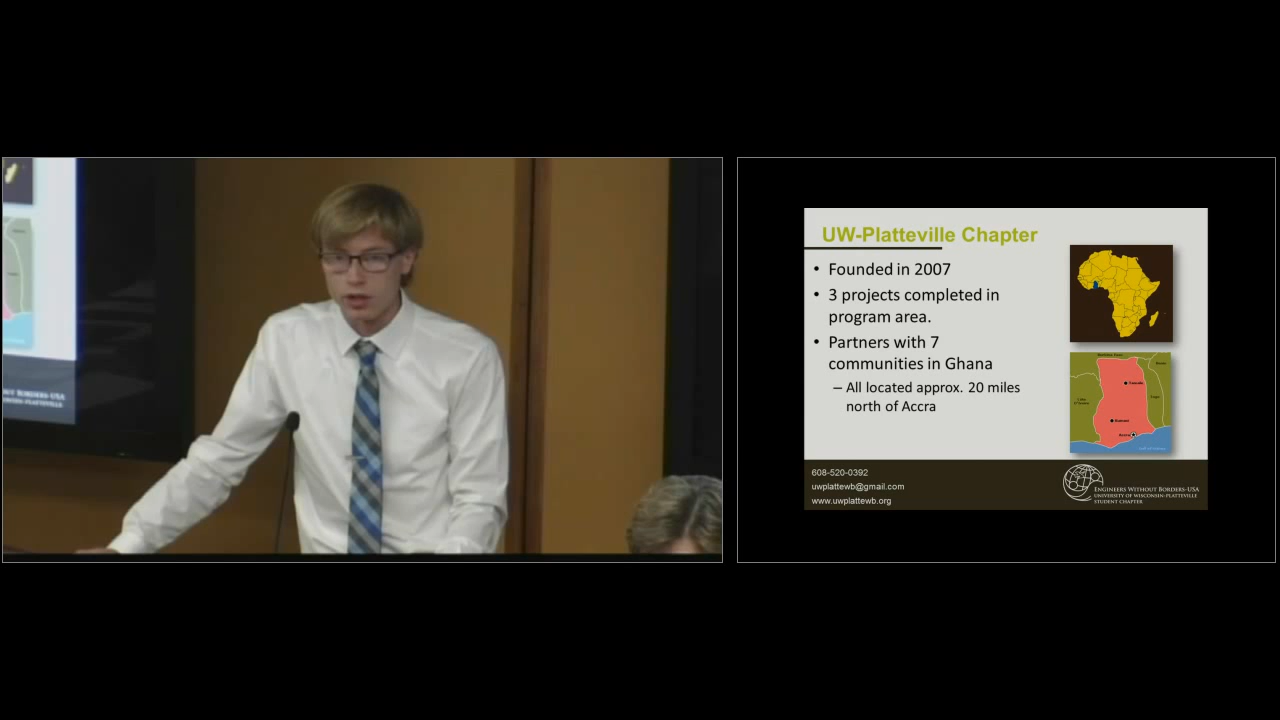 UW-Platteville Chapter
• Founded in 2007
• 3 projects completed in
program area.
• Partners with 7
communities in Ghana
– All located approx. 20 miles
north of Accra
608-520-0392
uwplattewb@gmail.com
www.uwplattewb.org
ENGINEERS WITHOUT BORDERS-USA
UNIVERSITY OF WISCONSIN-PLATTEVILLE
STUDENT CHAPTER